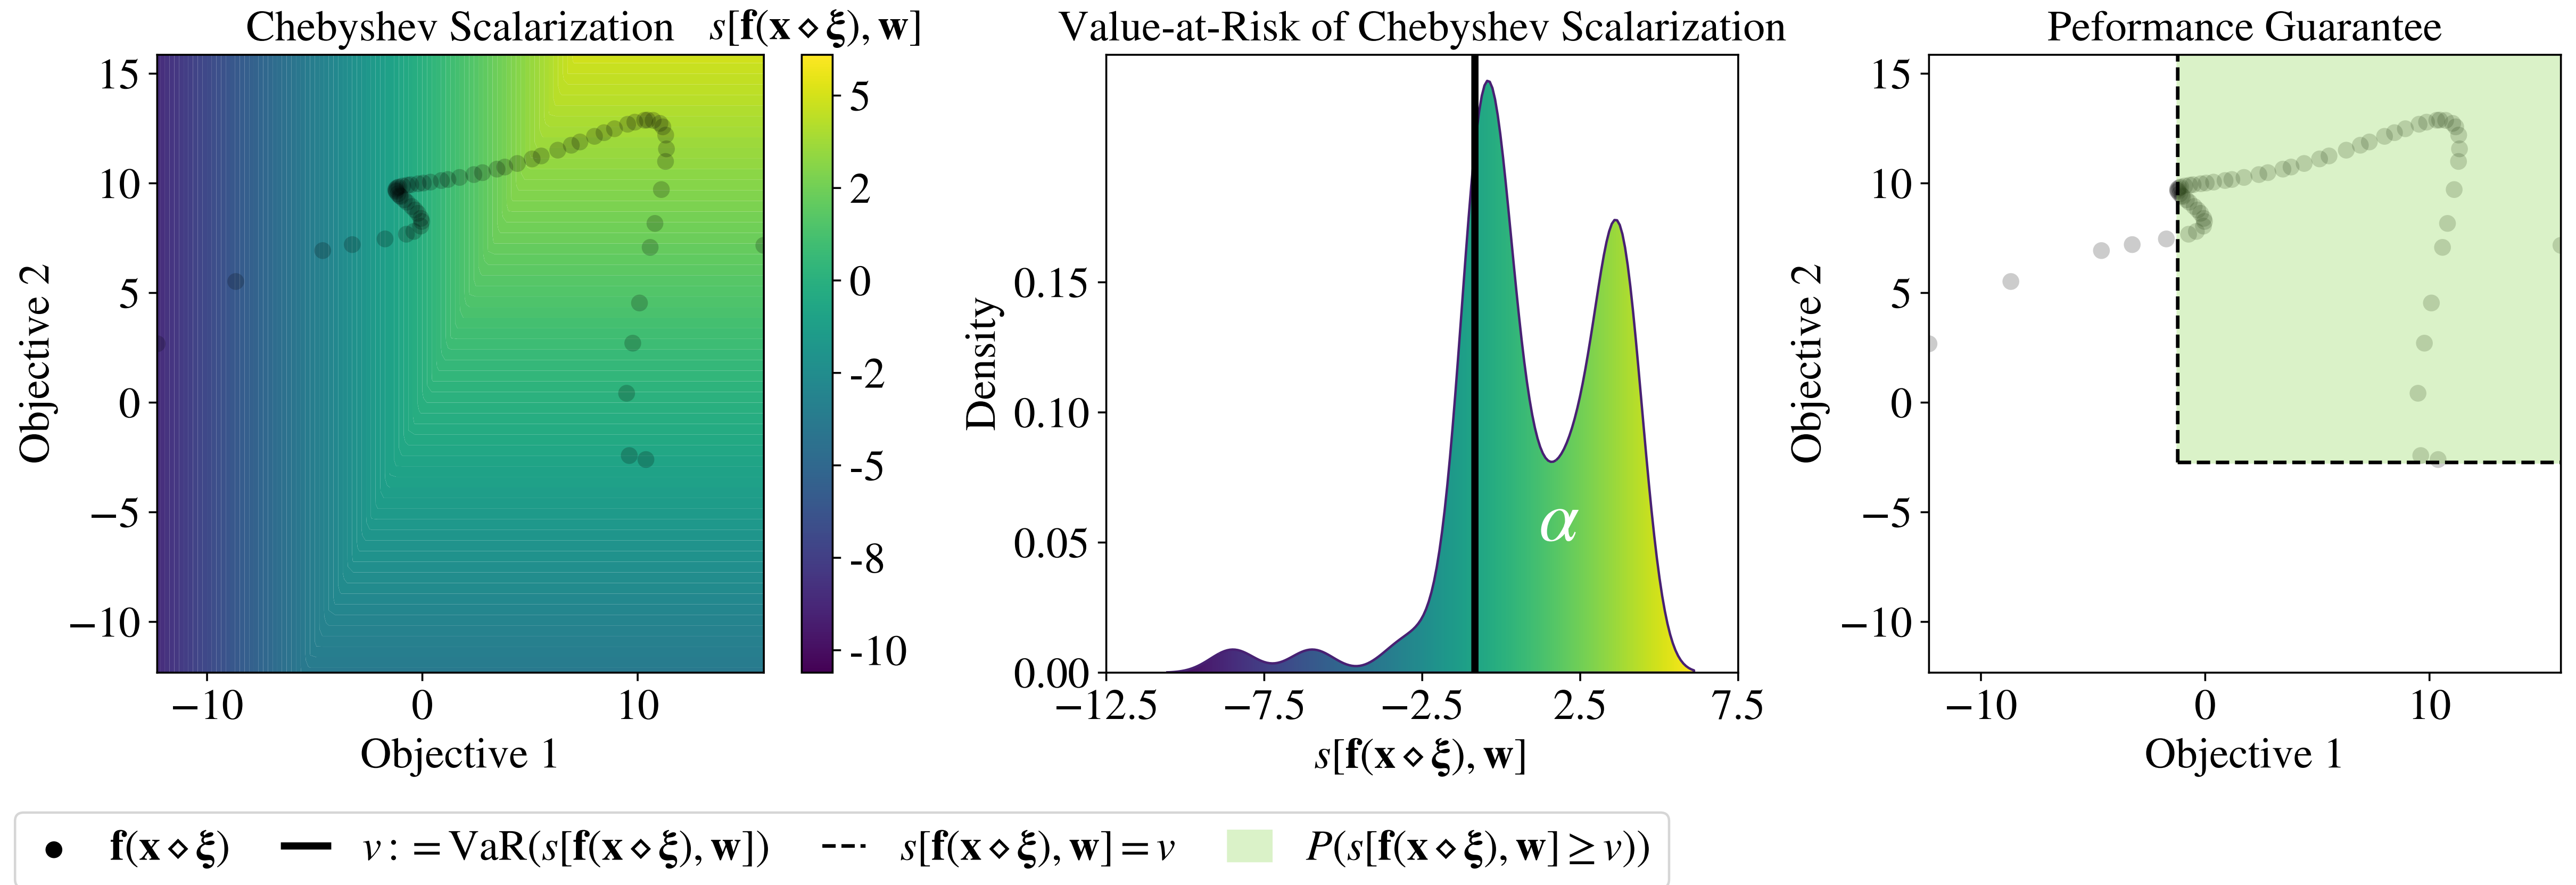 Chebyshev Scalarization
s[f(x ⋄ ξ), w]
15
10
5
0
−5
−10
Objective 2
−10 0 10
Objective 1
5
2
0
-2
-5
-8
-10
Value-at-Risk of Chebyshev Scalarization
0.15
0.10
0.05
0.00
Density
α
−12.5 −7.5 −2.5 2.5 7.5
s[f(x ⋄ ξ), w]
Peformance Guarantee
15
10
5
0
−5
−10
Objective 2
−10 0 10
Objective 1
f(x ⋄ ξ) v := VaR(s[f(x ⋄ ξ), w]) s[f(x ⋄ ξ), w] = v P(s[f(x ⋄ ξ), w] ≥ v))